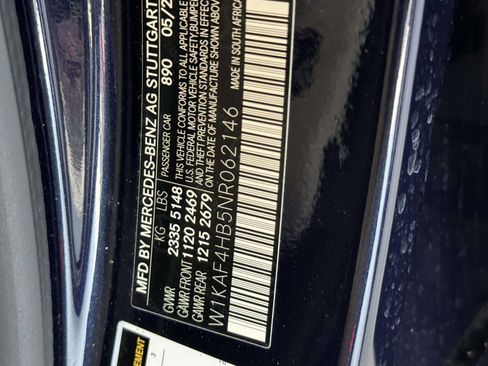 MFD BY MERCEDES-BENZ AG STUTTGART
PASSENGER CAR 890 05/2
KG LBS
GVWR 2335 5148
GAWR FRONT 1120 2469
GAWR REAR 1215 2679
THIS VEHICLE CONFORMS TO ALL APPLICABLE
U.S. FEDERAL MOTOR VEHICLE SAFETY, BUMPER
AND THEFT PREVENTION STANDARDS IN EFFECT
ON THE DATE OF MANUFACTURE SHOWN ABOVE
W1KAF4HB5NR062146
MADE IN SOUTH AFRICA